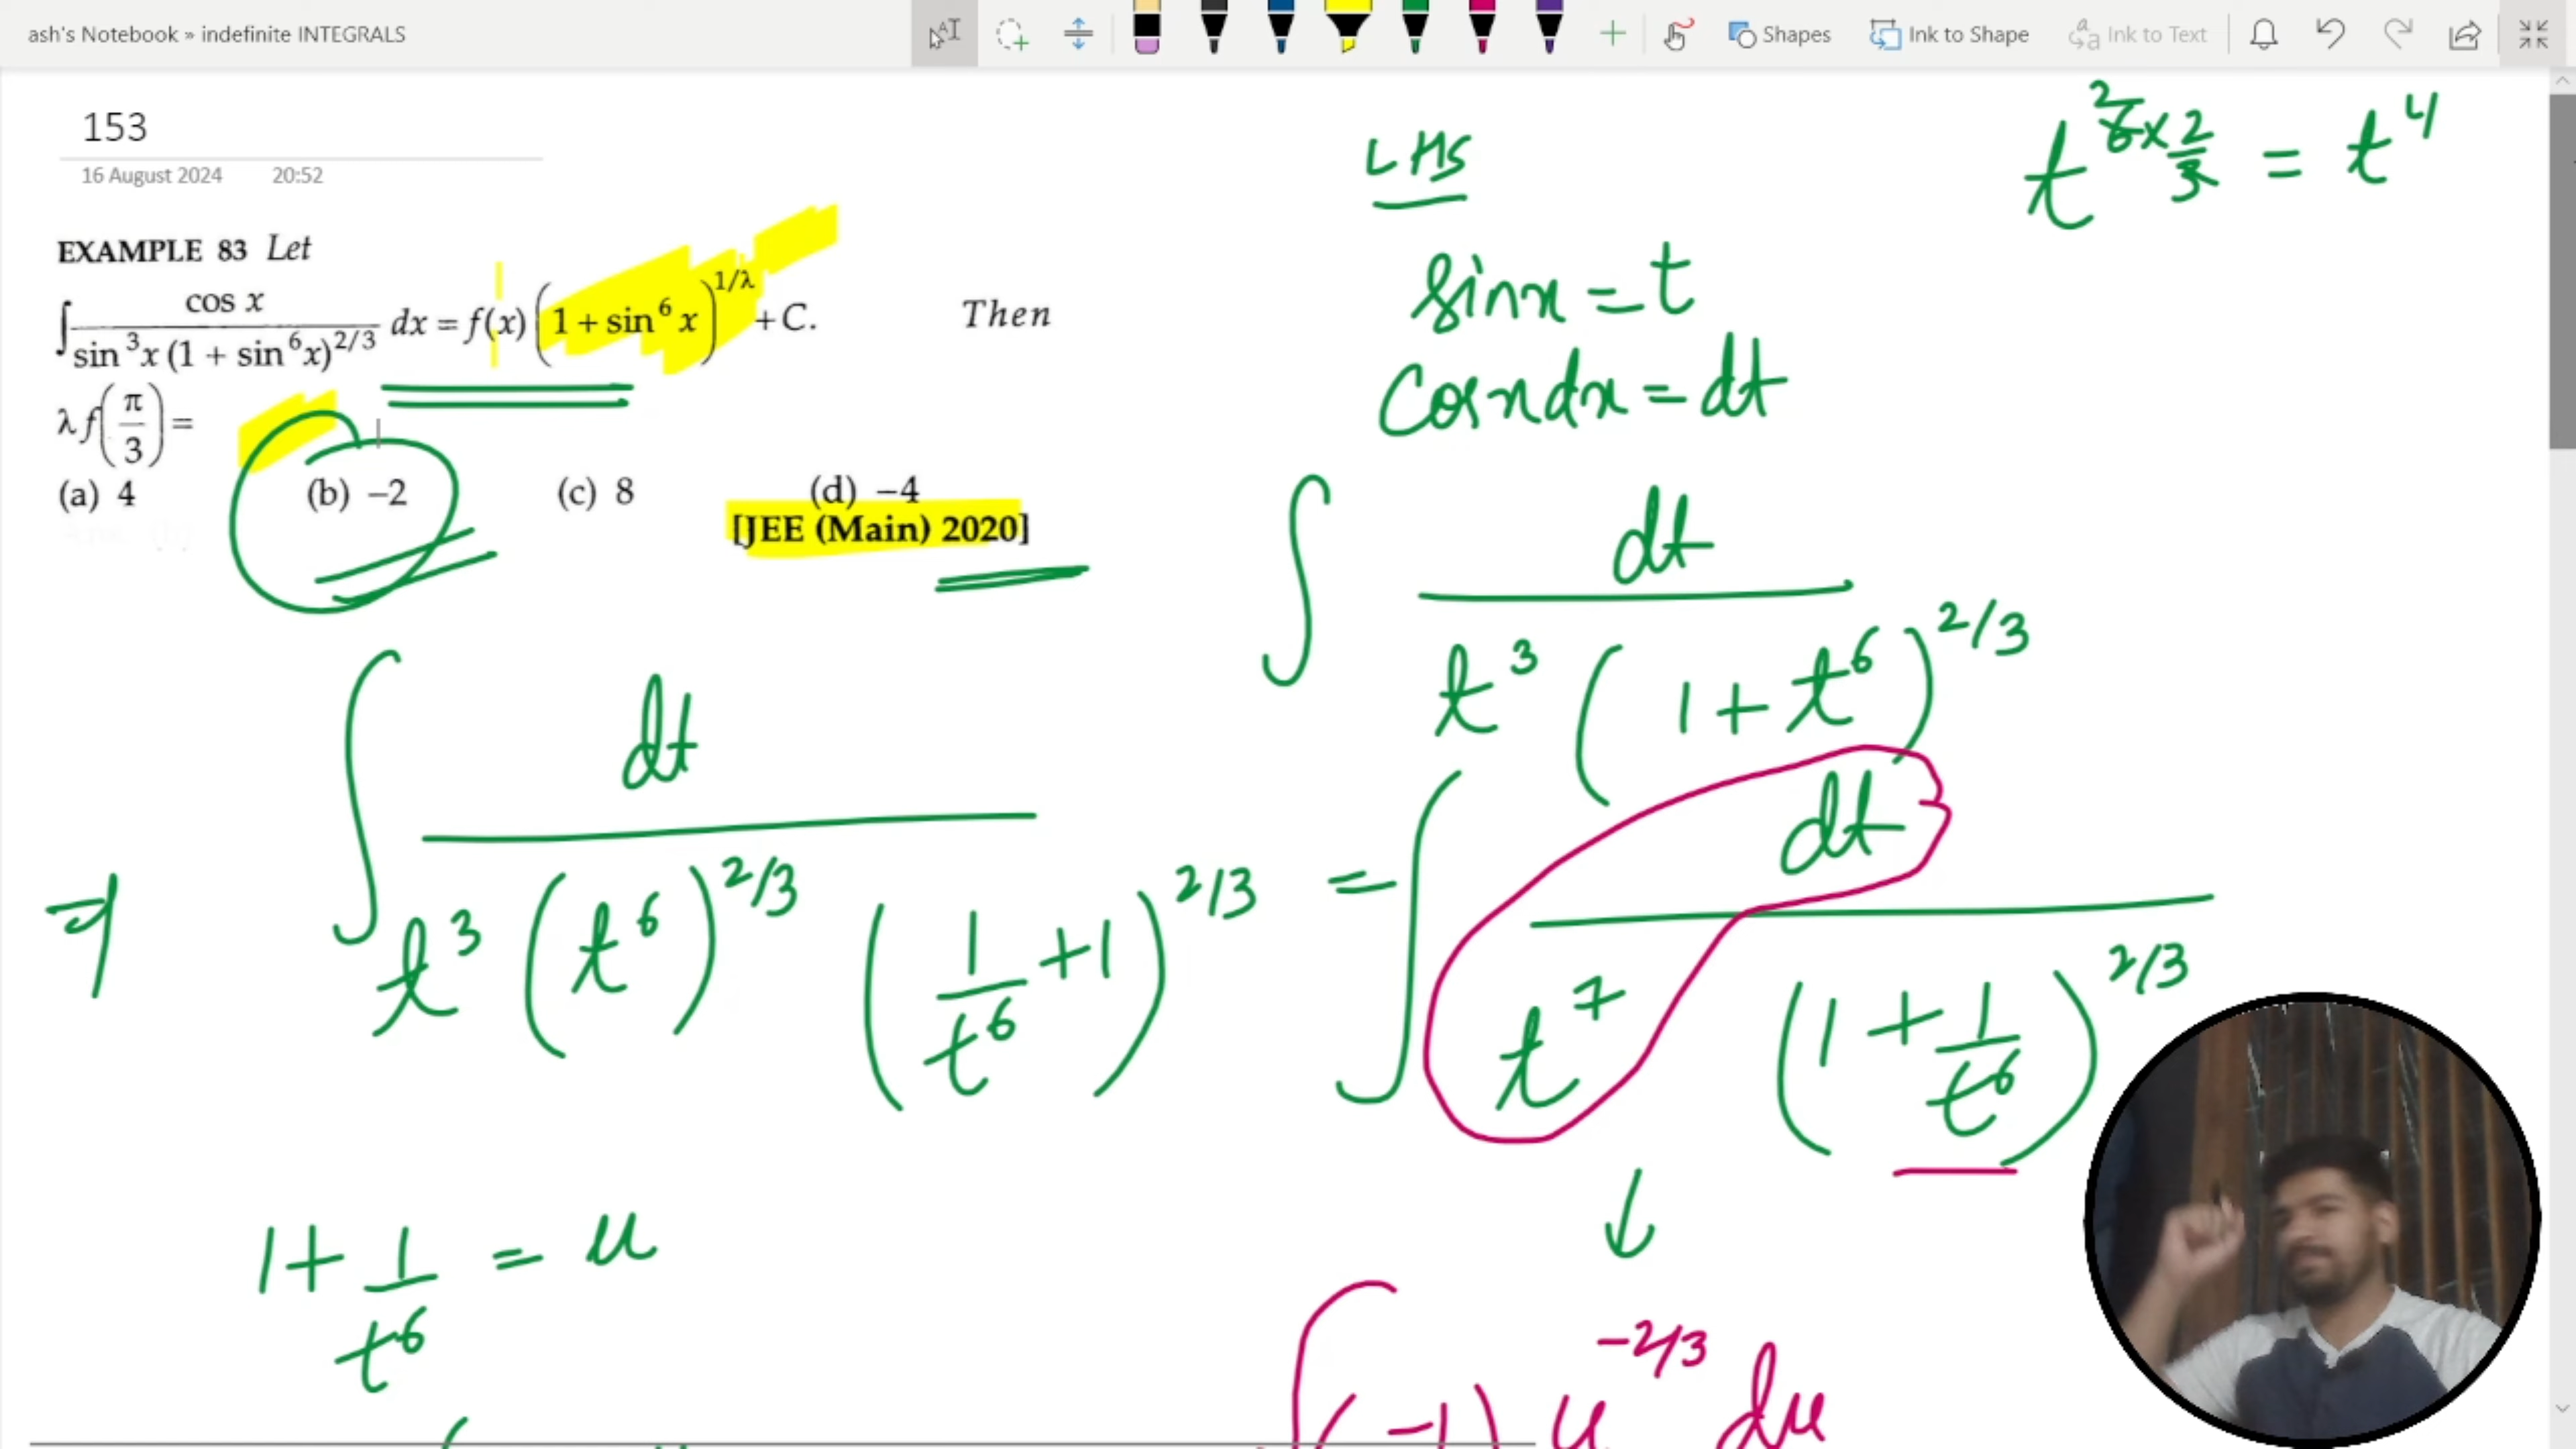 ash's Notebook » indefinite INTEGRALS
Shapes
Ink to Shape
Ink to Text
153
16 August 2024 20:52
EXAMPLE 83 Let
∫ cos x / (sin³x (1 + sin⁶x)^(2/3)) dx = f(x) (1 + sin⁶ x)^(1/λ) + C. Then
λ f(π/3) =
(a) 4 (b) –2 (c) 8 (d) –4
[JEE (Main) 2020]
LHS
t^(6×2/3) = t⁴
2
sinx = t
cosxdx = dt
∫ dt / (t³ (1 + t⁶)^(2/3))
⇒ ∫ dt / (t³ (t⁶)^(2/3) (1/t⁶ + 1)^(2/3)) = ∫ dt / (t⁷ (1 + 1/t⁶)^(2/3))
↓
1 + 1/t⁶ = u
∫ (-1) u^(-2/3) du